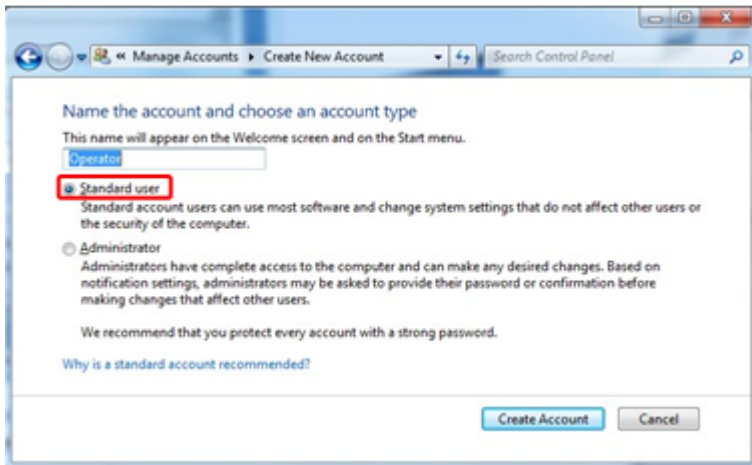 « Manage Accounts ▸ Create New Account
Search Control Panel
Name the account and choose an account type
This name will appear on the Welcome screen and on the Start menu.
Operator
Standard user
Standard account users can use most software and change system settings that do not affect other users or
the security of the computer.
Administrator
Administrators have complete access to the computer and can make any desired changes. Based on
notification settings, administrators may be asked to provide their password or confirmation before
making changes that affect other users.
We recommend that you protect every account with a strong password.
Why is a standard account recommended?
Create Account
Cancel